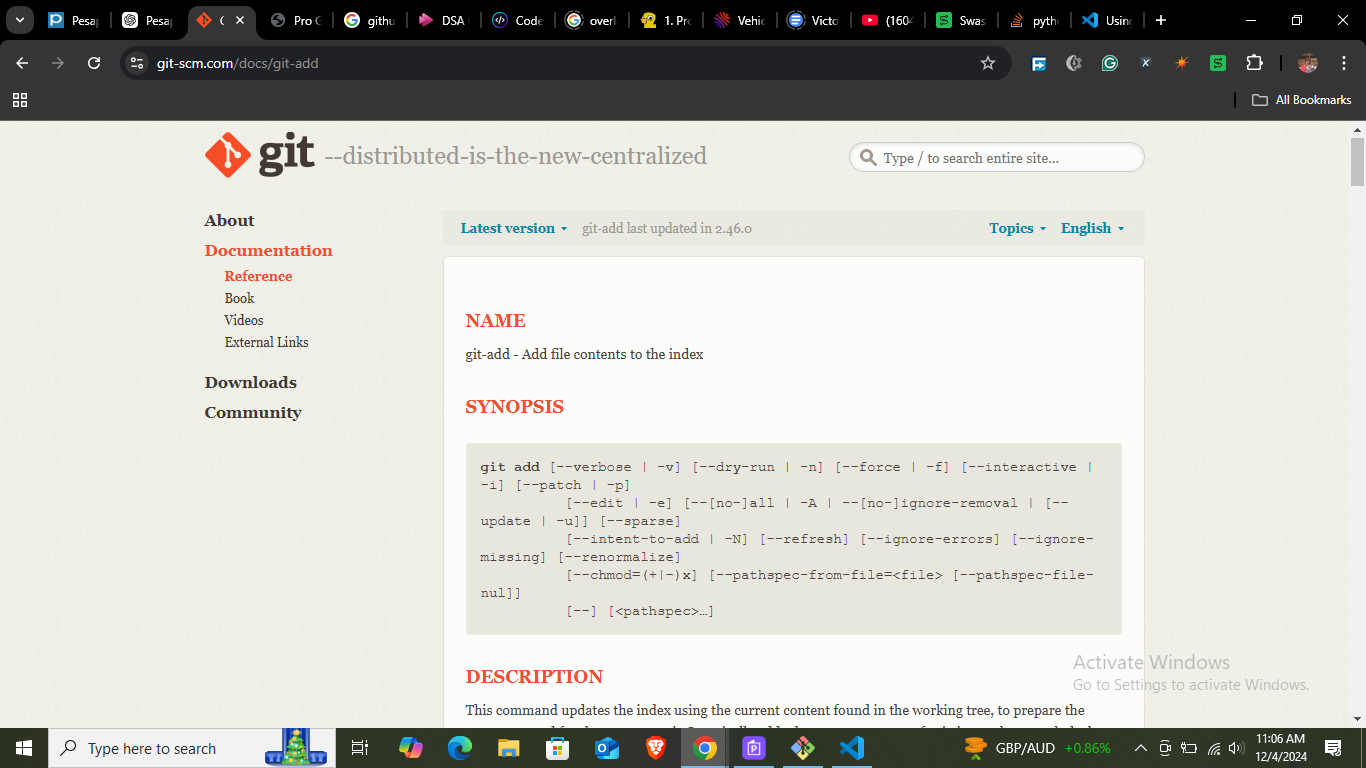 Pesap
Pesap
Pro G
githu
DSA
Code
overl
1. Pro
Vehic
Victo
(1604
Swas
pytho
Using
git-scm.com/docs/git-add
All Bookmarks
git --distributed-is-the-new-centralized
Type / to search entire site...
About
Documentation
Reference
Book
Videos
External Links
Downloads
Community
Latest version
git-add last updated in 2.46.0
Topics
English
NAME
git-add - Add file contents to the index
SYNOPSIS
git add [--verbose | -v] [--dry-run | -n] [--force | -f] [--interactive |
-i] [--patch | -p]
[--edit | -e] [--[no-]all | -A | --[no-]ignore-removal | [--
update | -u]] [--sparse]
[--intent-to-add | -N] [--refresh] [--ignore-errors] [--ignore-
missing] [--renormalize]
[--chmod=(+|-)x] [--pathspec-from-file=<file> [--pathspec-file-
nul]]
[--] [<pathspec>…]
DESCRIPTION
This command updates the index using the current content found in the working tree, to prepare the
Activate Windows
Go to Settings to activate Windows.
Type here to search
GBP/AUD +0.86%
11:06 AM
12/4/2024